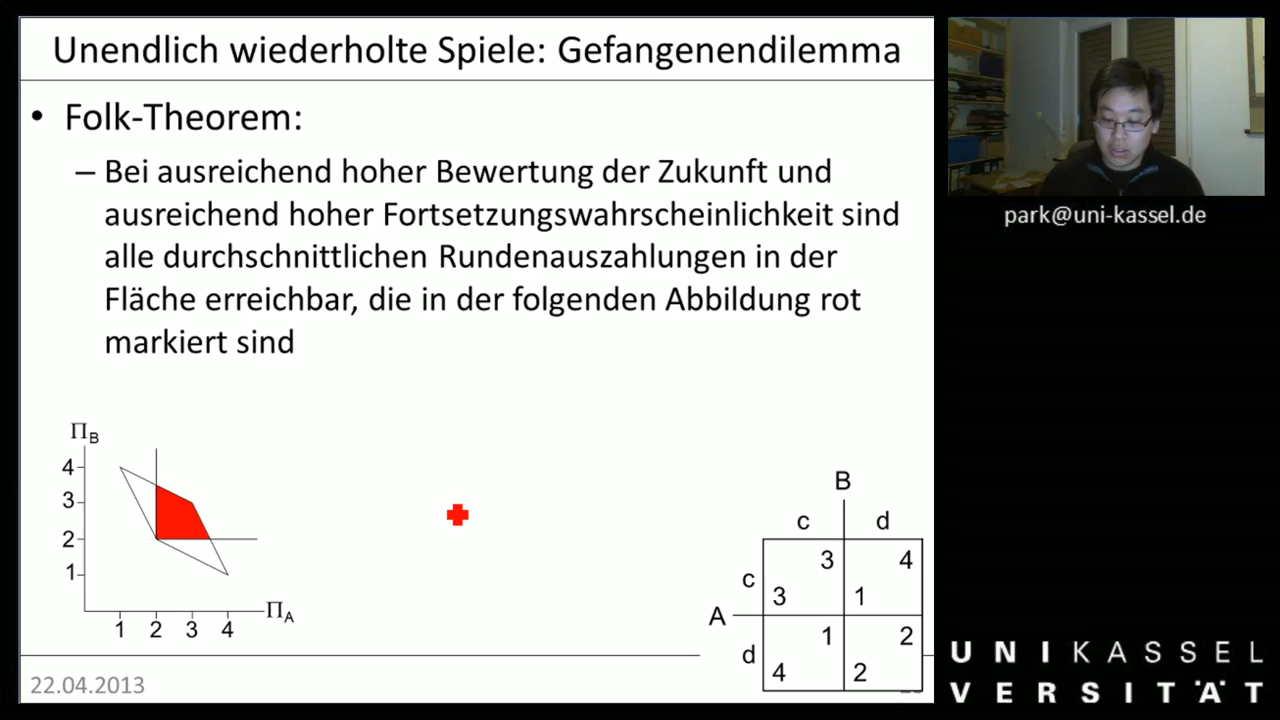 Unendlich wiederholte Spiele: Gefangenendilemma
• Folk-Theorem:
– Bei ausreichend hoher Bewertung der Zukunft und
ausreichend hoher Fortsetzungswahrscheinlichkeit sind
alle durchschnittlichen Rundenauszahlungen in der
Fläche erreichbar, die in der folgenden Abbildung rot
markiert sind
Π_B
4
3
2
1
1 2 3 4
Π_A
B
c d
3 4
c
3 1
A
1 2
d
4 2
22.04.2013
park@uni-kassel.de
UNIKASSEL
VERSITÄT